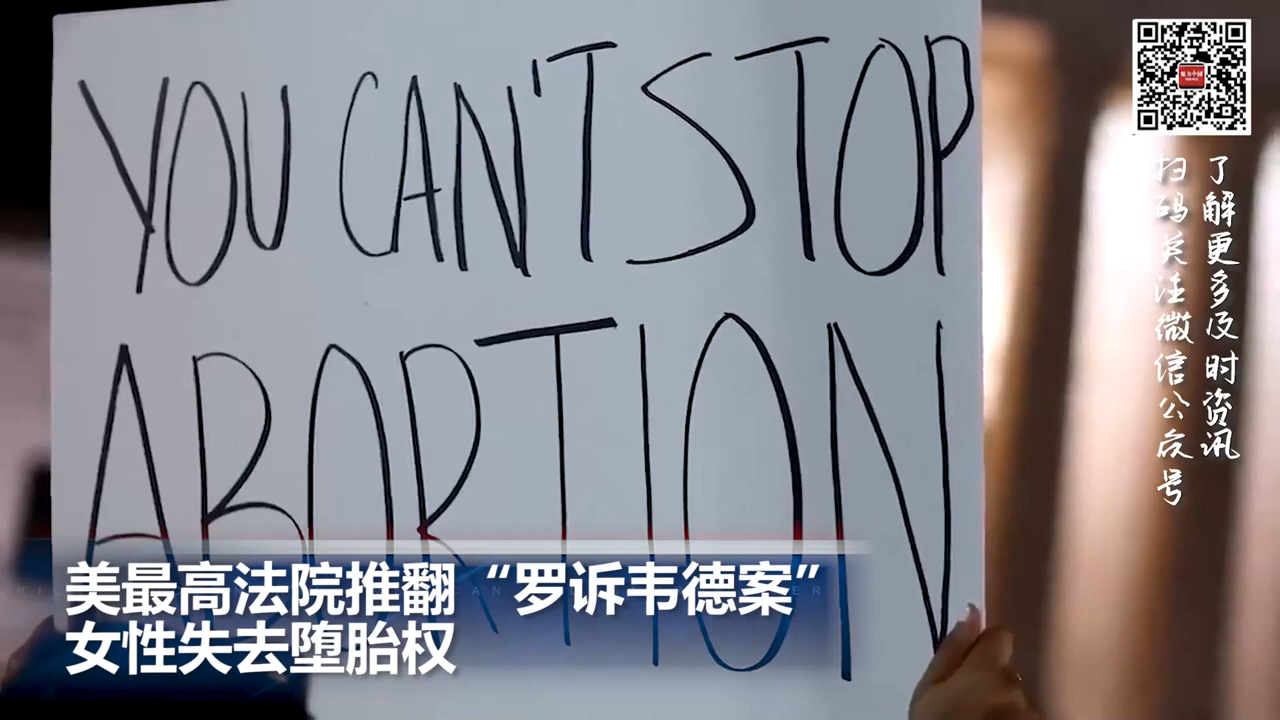 YOU CAN'T STOP
ABORTION
美最高法院推翻“罗诉韦德案”
女性失去堕胎权
了解更多及时资讯
扫码关注微信公众号